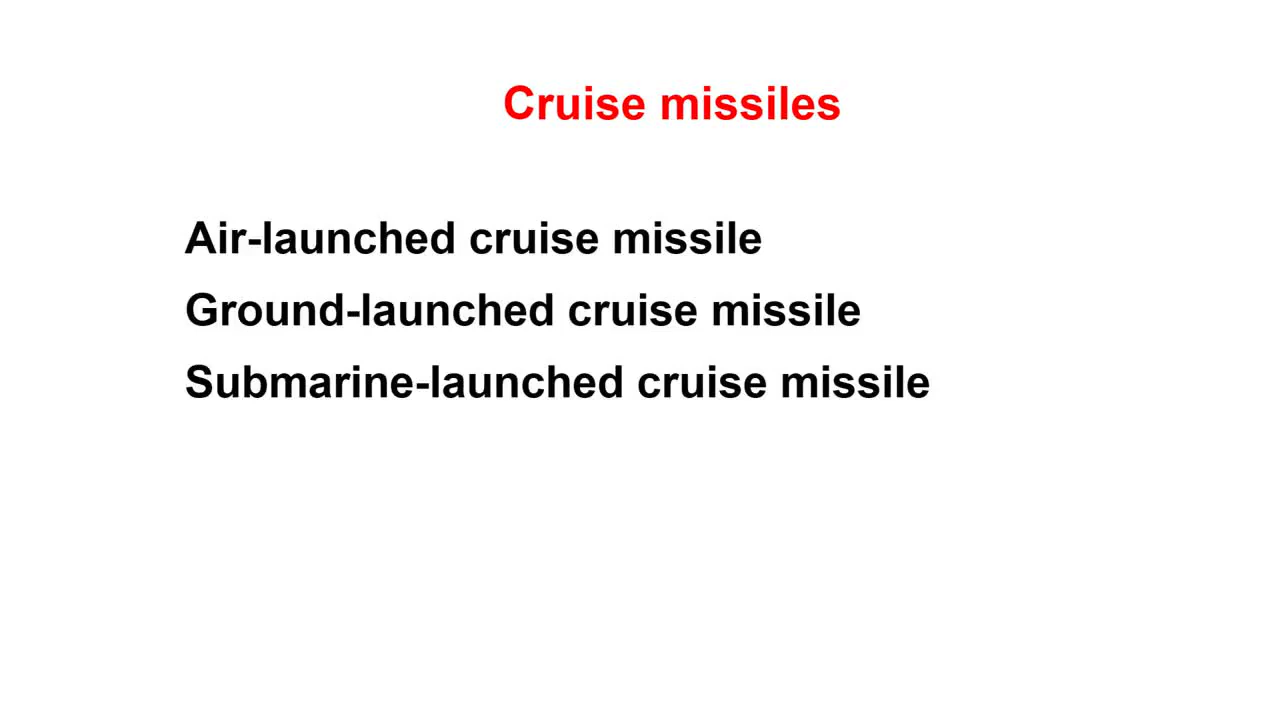 Cruise missiles
Air-launched cruise missile
Ground-launched cruise missile
Submarine-launched cruise missile